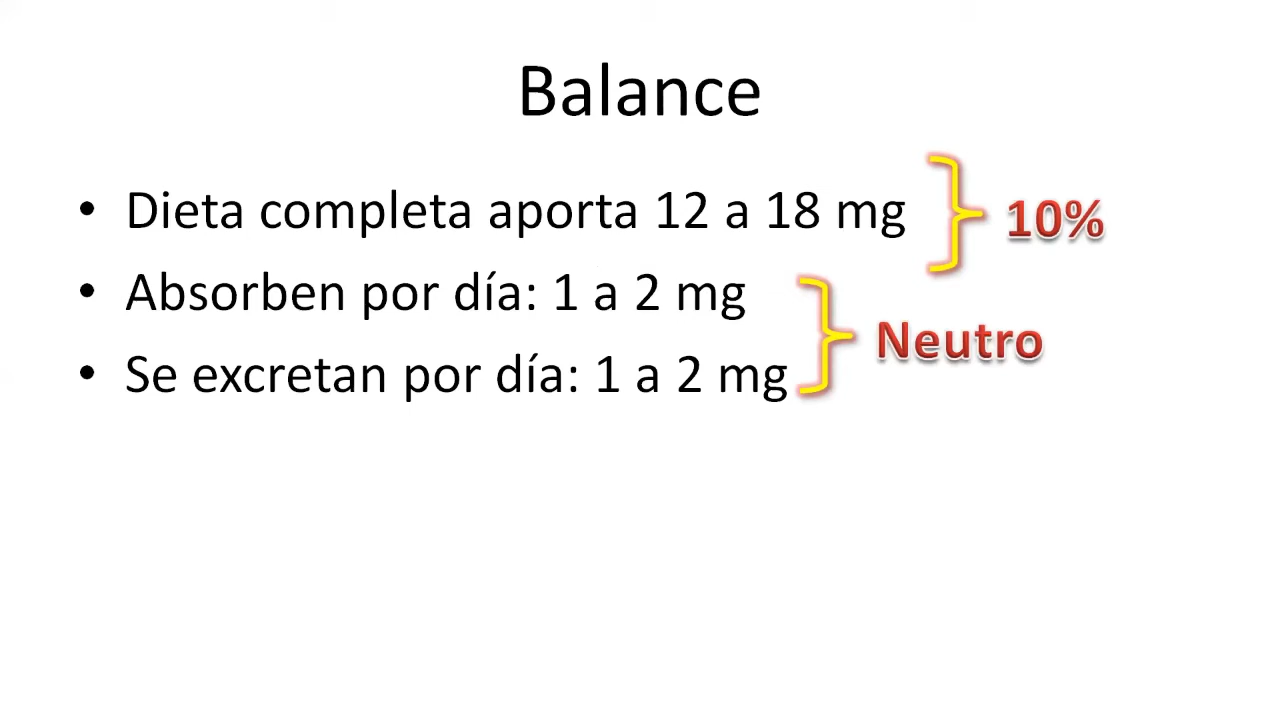 Balance
• Dieta completa aporta 12 a 18 mg
10%
• Absorben por día: 1 a 2 mg
Neutro
• Se excretan por día: 1 a 2 mg